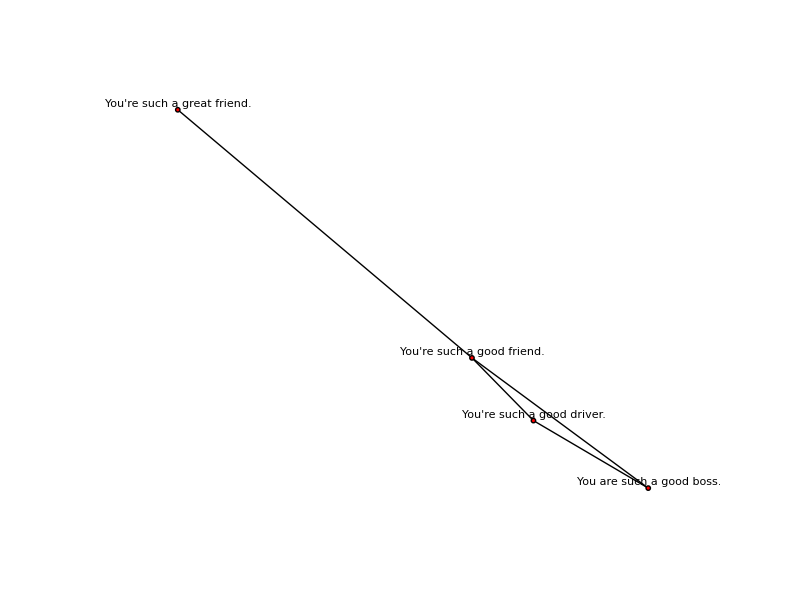 You're such a great friend.
You're such a good friend.
You're such a good driver.
You are such a good boss.